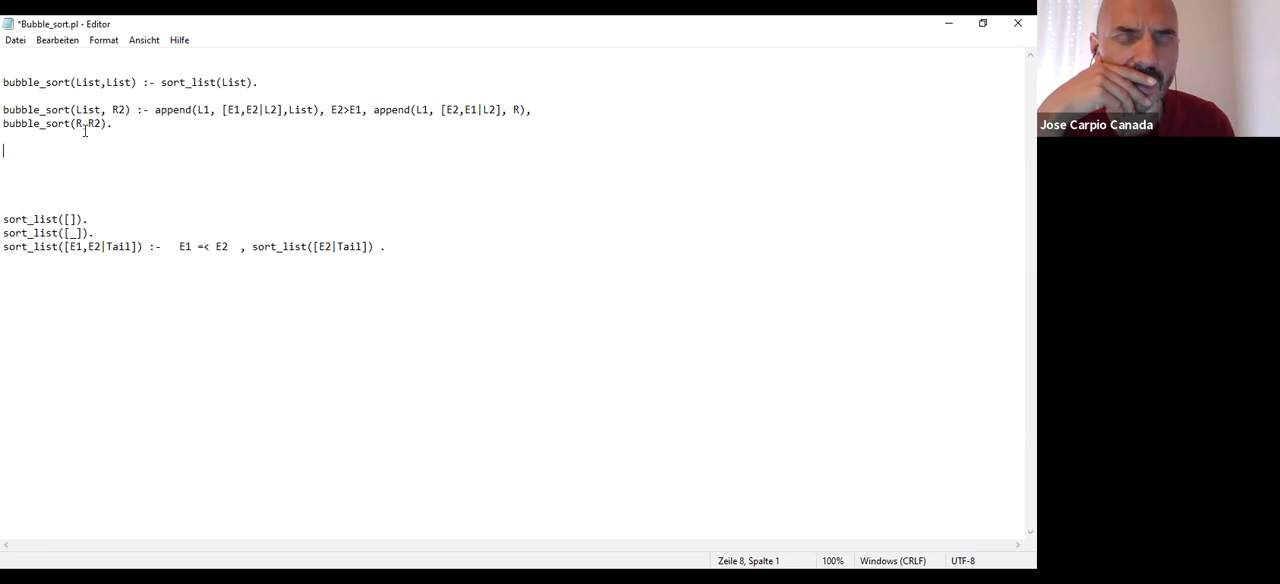 *Bubble_sort.pl - Editor
Datei Bearbeiten Format Ansicht Hilfe
bubble_sort(List,List) :- sort_list(List).
bubble_sort(List, R2) :- append(L1, [E1,E2|L2],List), E2>E1, append(L1, [E2,E1|L2], R),
bubble_sort(R,R2).
sort_list([]).
sort_list([_]).
sort_list([E1,E2|Tail]) :- E1 =< E2 , sort_list([E2|Tail]) .
Zeile 8, Spalte 1 100% Windows (CRLF) UTF-8
Jose Carpio Canada